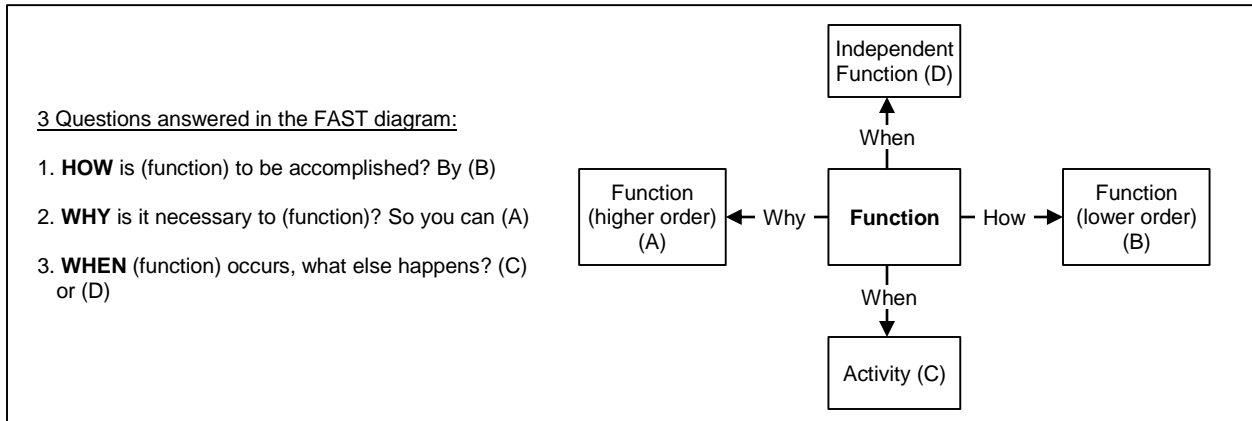 3 Questions answered in the FAST diagram:
1. HOW is (function) to be accomplished? By (B)
2. WHY is it necessary to (function)? So you can (A)
3. WHEN (function) occurs, what else happens? (C)
or (D)
Independent
Function (D)
When
Function
(higher order)
(A)
Why
Function
How
Function
(lower order)
(B)
When
Activity (C)